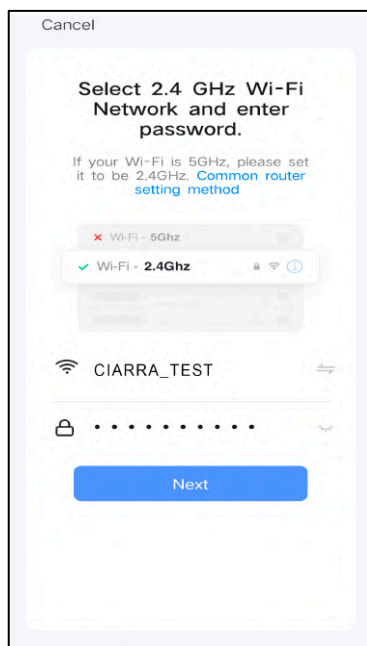 Cancel
Select 2.4 GHz Wi-Fi
Network and enter
password.
If your Wi-Fi is 5GHz, please set
it to be 2.4GHz. Common router
setting method
Wi-Fi - 5Ghz
Wi-Fi - 2.4Ghz
CIARRA_TEST
Next